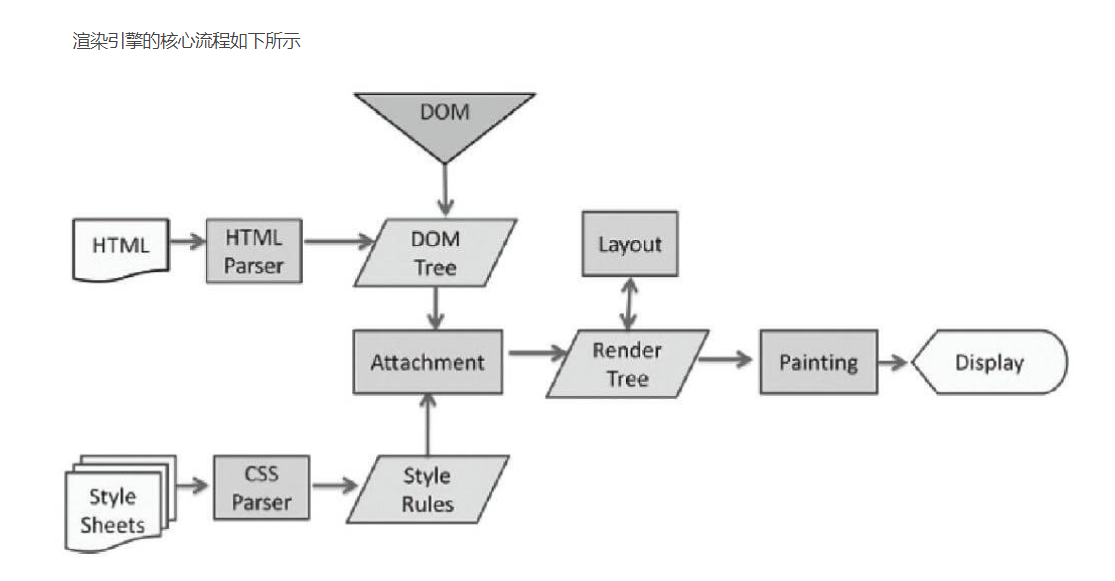 渲染引擎的核心流程如下所示
DOM
HTML
HTML
Parser
DOM
Tree
Layout
Attachment
Render
Tree
Painting
Display
Style
Sheets
CSS
Parser
Style
Rules